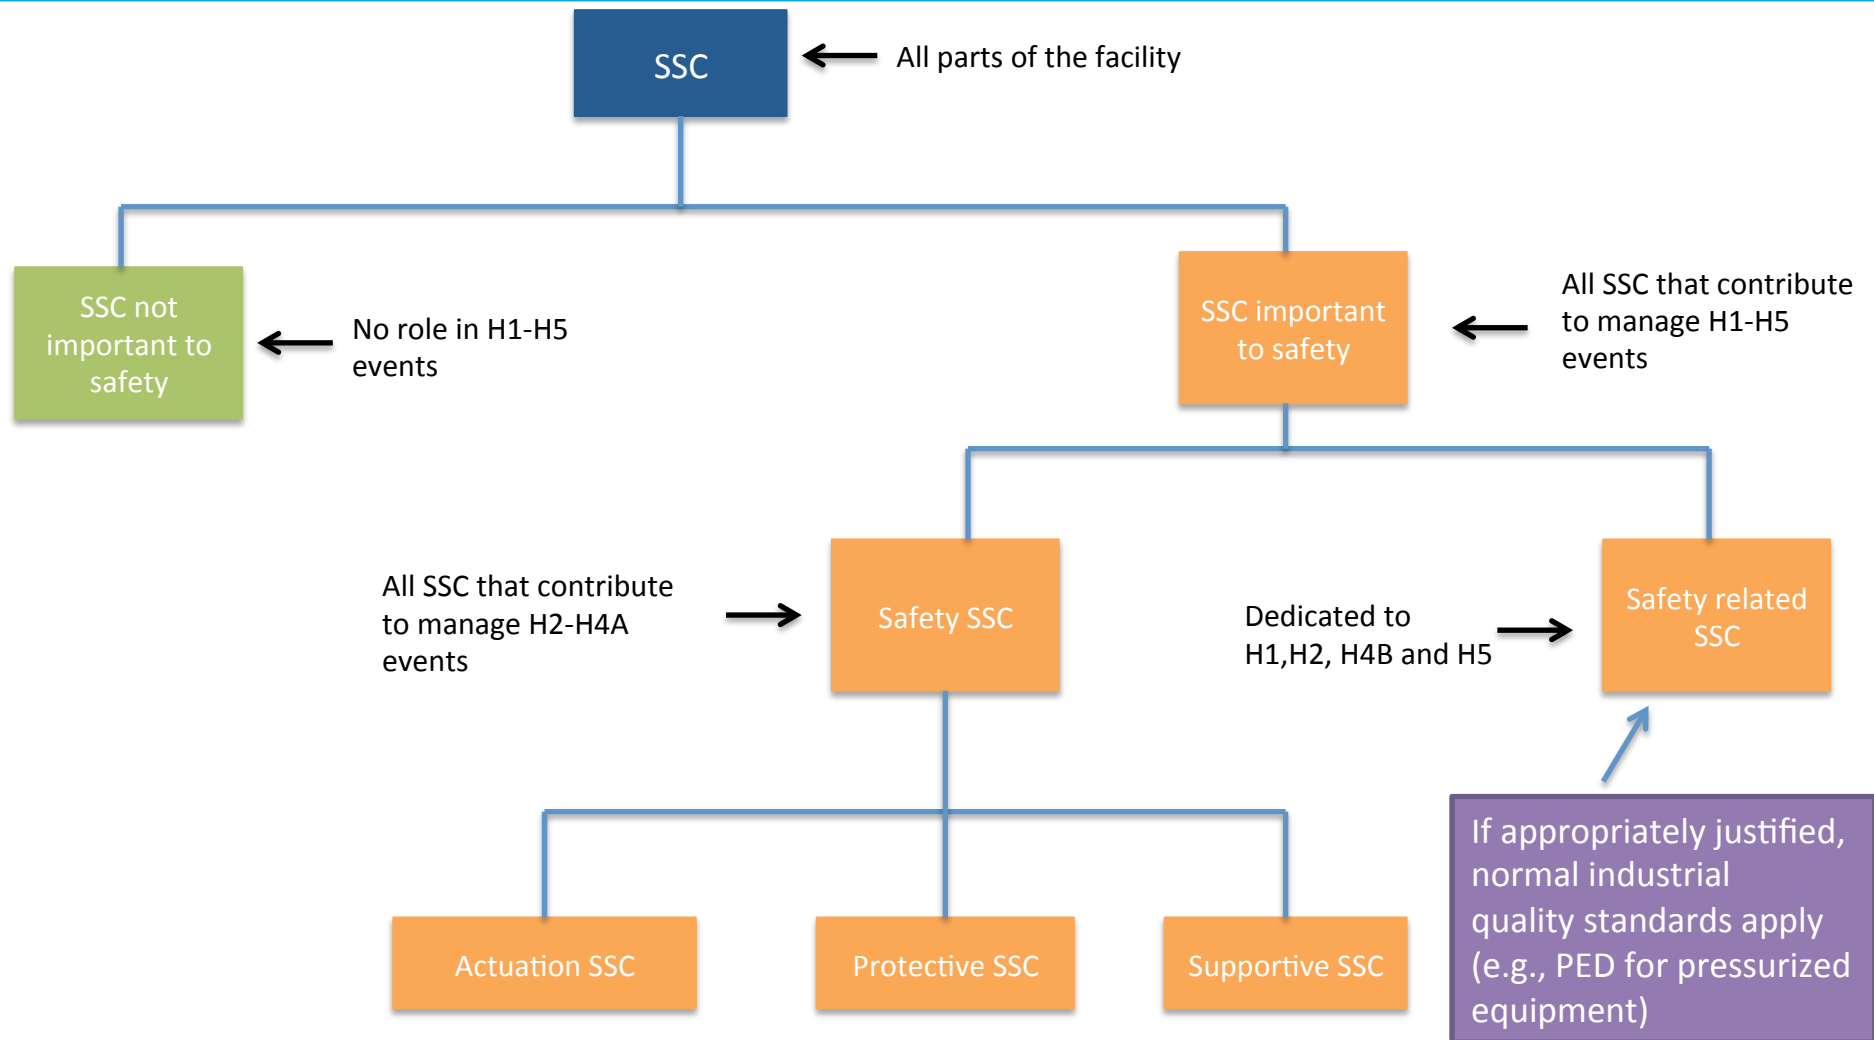 SSC
All parts of the facility
SSC not
important to
safety
No role in H1-H5
events
SSC important
to safety
All SSC that contribute
to manage H1-H5
events
All SSC that contribute
to manage H2-H4A
events
Safety SSC
Dedicated to
H1,H2, H4B and H5
Safety related
SSC
Actuation SSC
Protective SSC
Supportive SSC
If appropriately justified,
normal industrial
quality standards apply
(e.g., PED for pressurized
equipment)